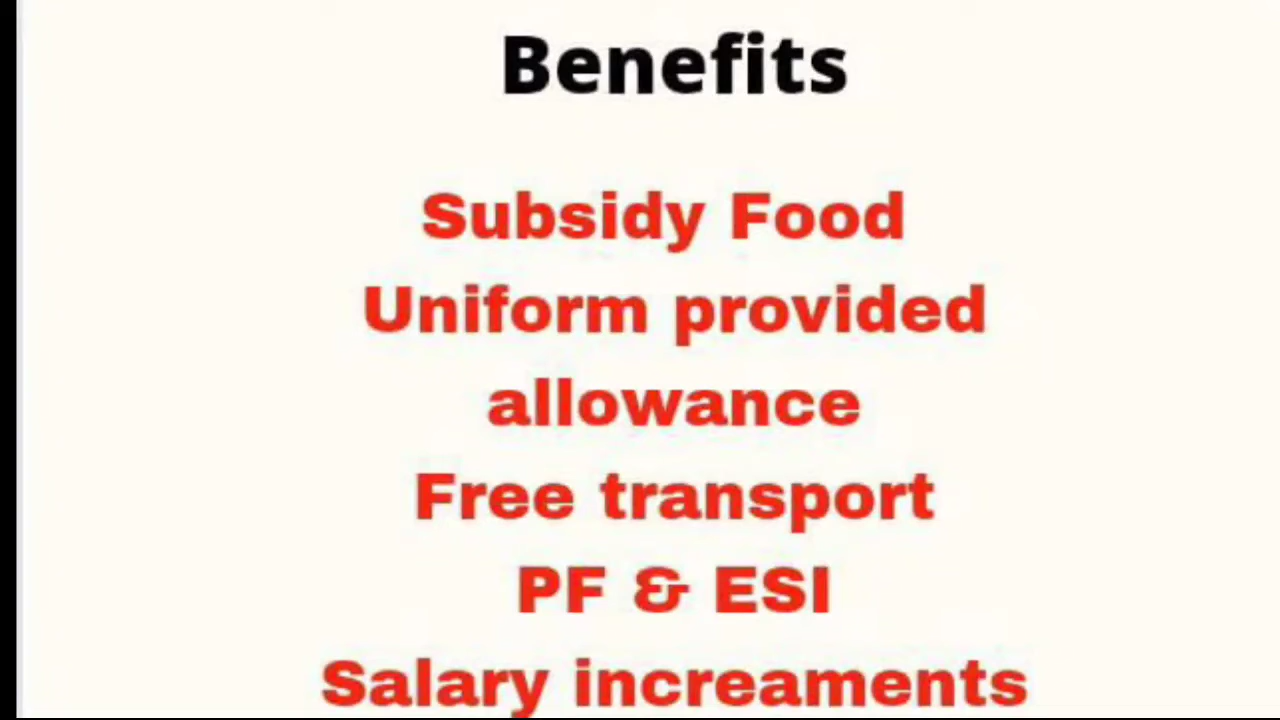 Benefits
Subsidy Food
Uniform provided
allowance
Free transport
PF & ESI
Salary increaments